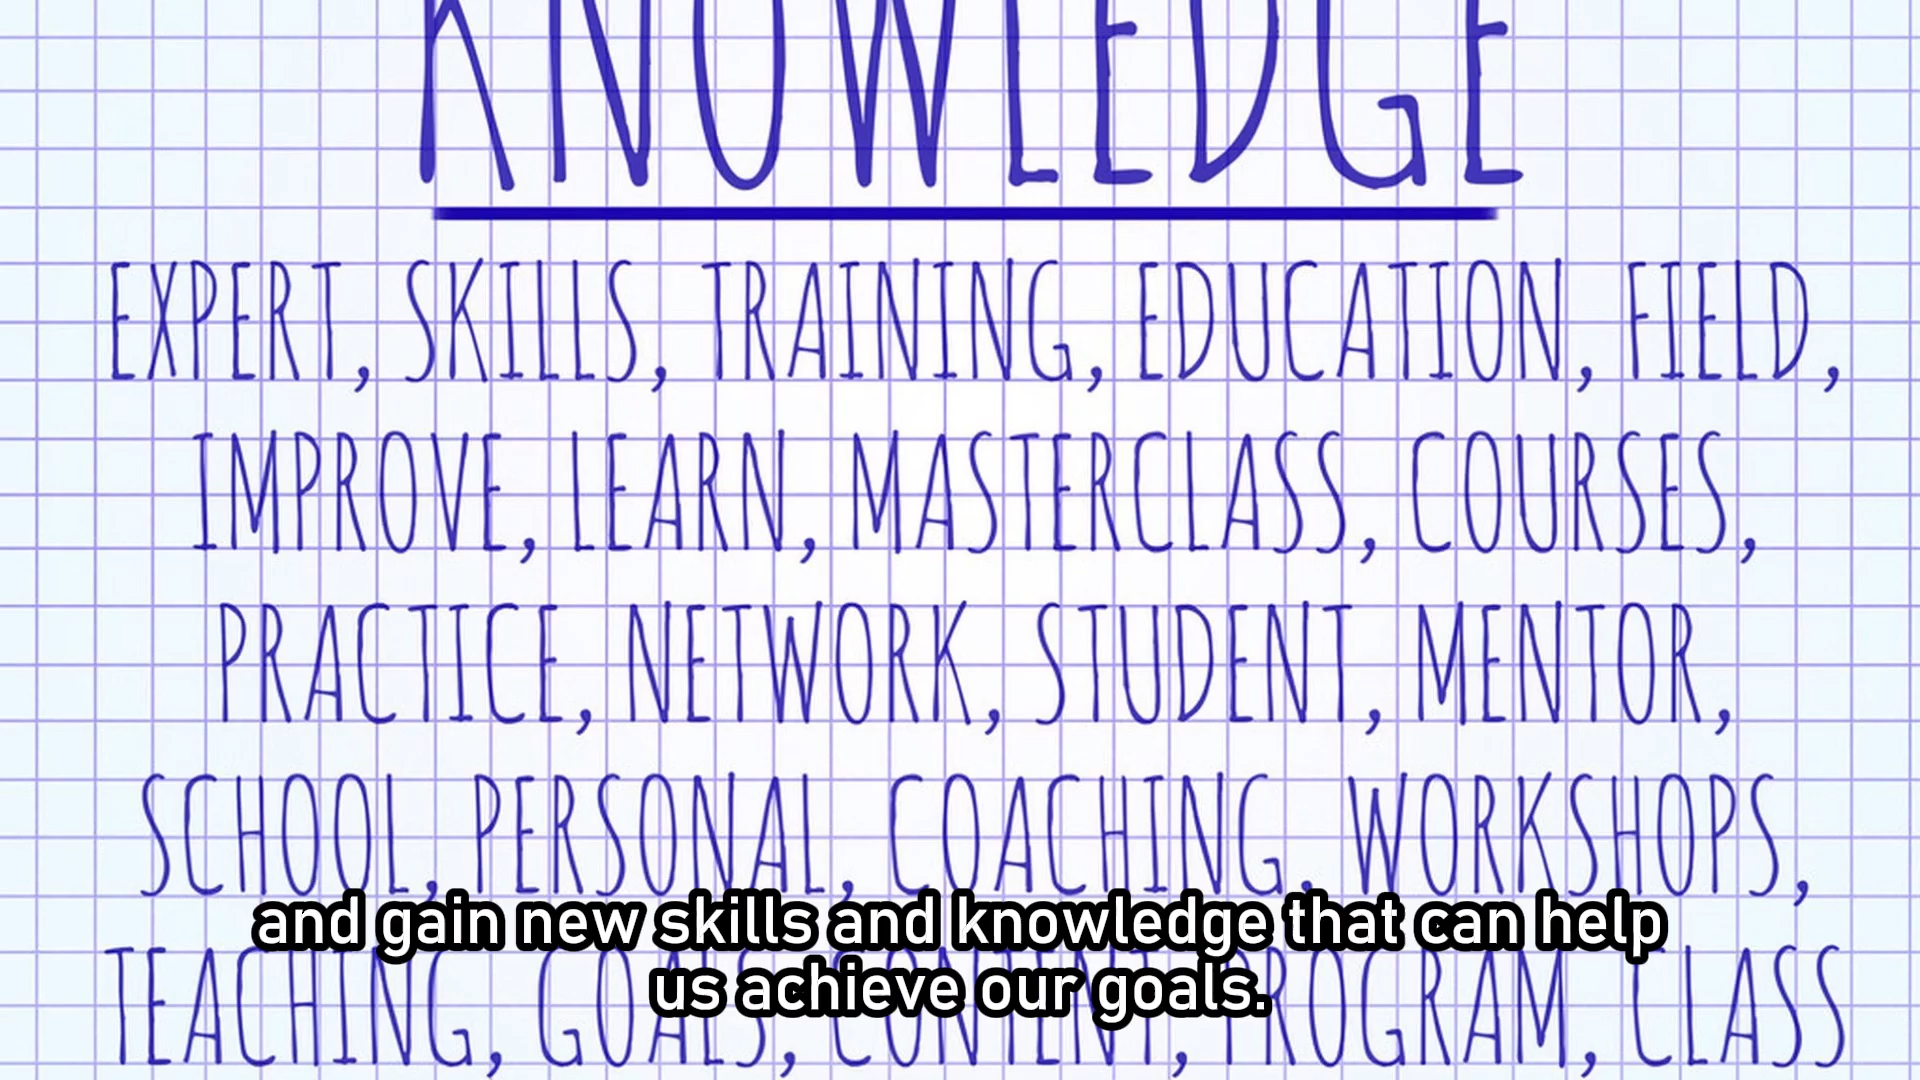 KNOWLEDGE
EXPERT, SKILLS, TRAINING, EDUCATION, FIELD,
IMPROVE, LEARN, MASTERCLASS, COURSES,
PRACTICE, NETWORK, STUDENT, MENTOR,
SCHOOL, PERSONAL, COACHING, WORKSHOPS,
TEACHING, GOALS, CONTENT, PROGRAM, CLASS
and gain new skills and knowledge that can help
us achieve our goals.